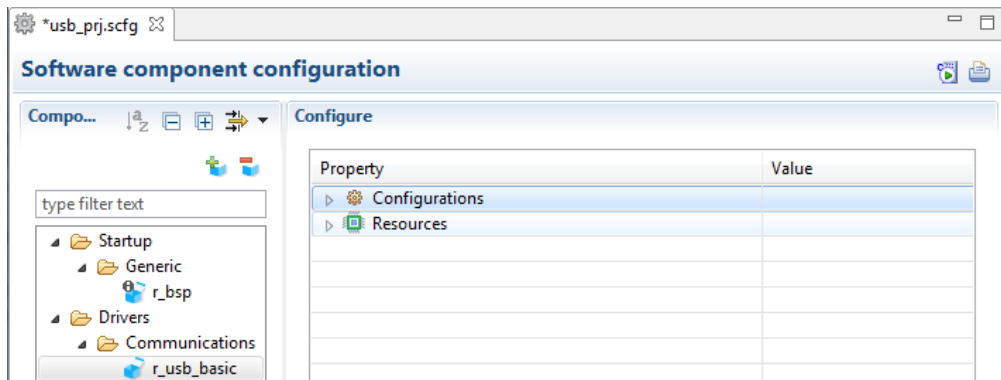 *usb_prj.scfg
Software component configuration
Compo...
Configure
Property Value
type filter text
Configurations
Resources
Startup
Generic
r_bsp
Drivers
Communications
r_usb_basic